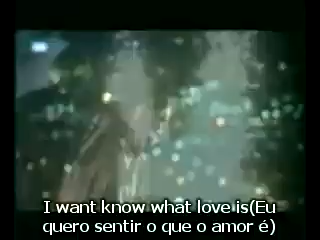 I want know what love is(Eu
quero sentir o que o amor é)